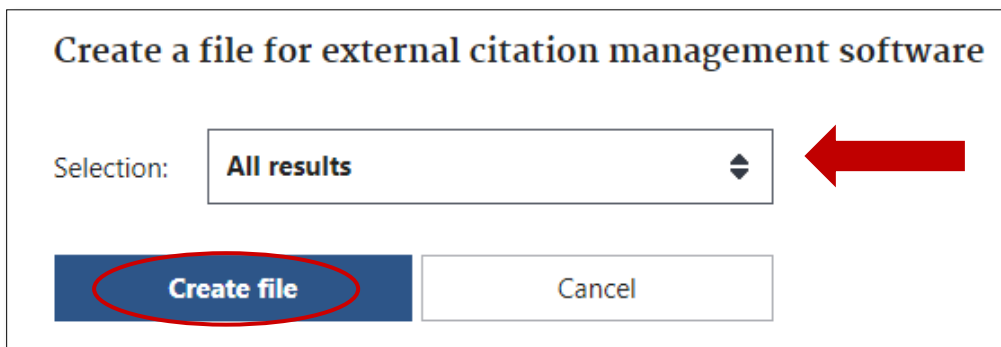 Create a file for external citation management software
Selection: All results
Create file Cancel